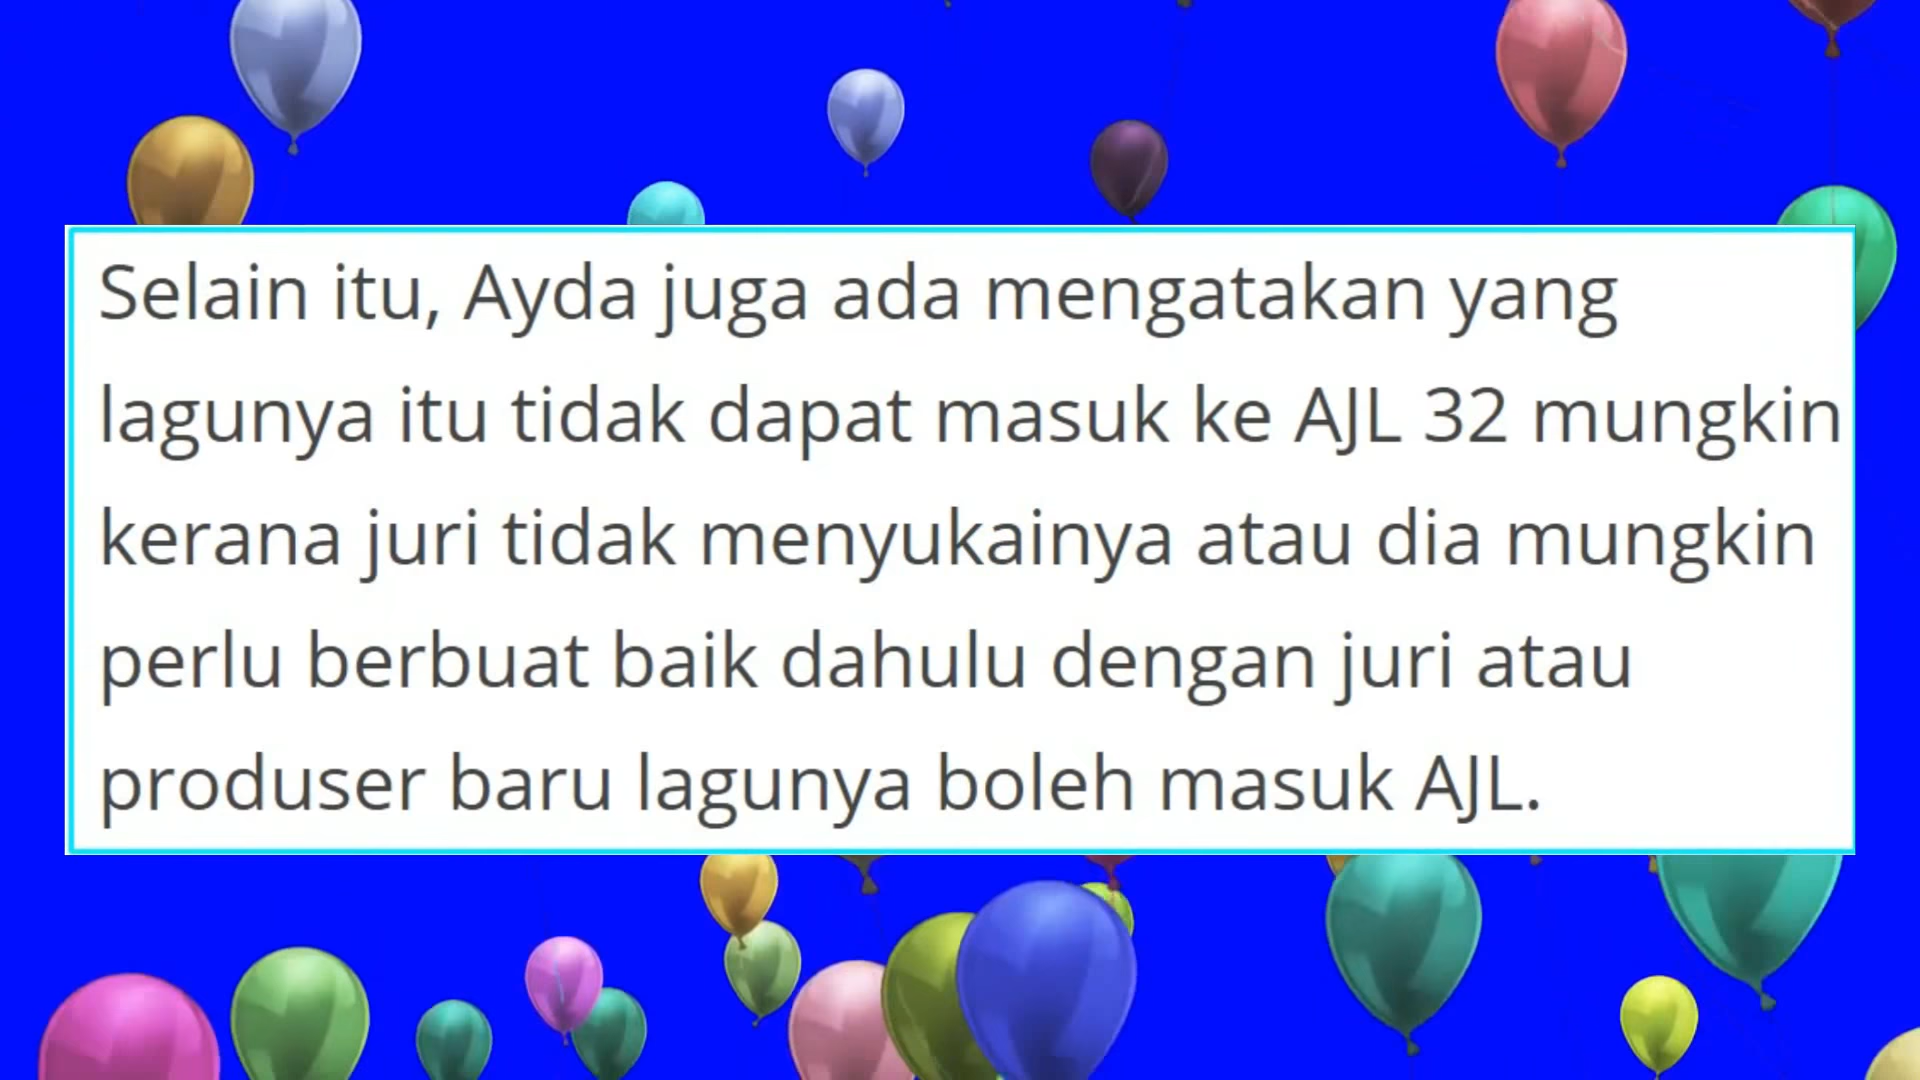 Selain itu, Ayda juga ada mengatakan yang
lagunya itu tidak dapat masuk ke AJL 32 mungkin
kerana juri tidak menyukainya atau dia mungkin
perlu berbuat baik dahulu dengan juri atau
produser baru lagunya boleh masuk AJL.